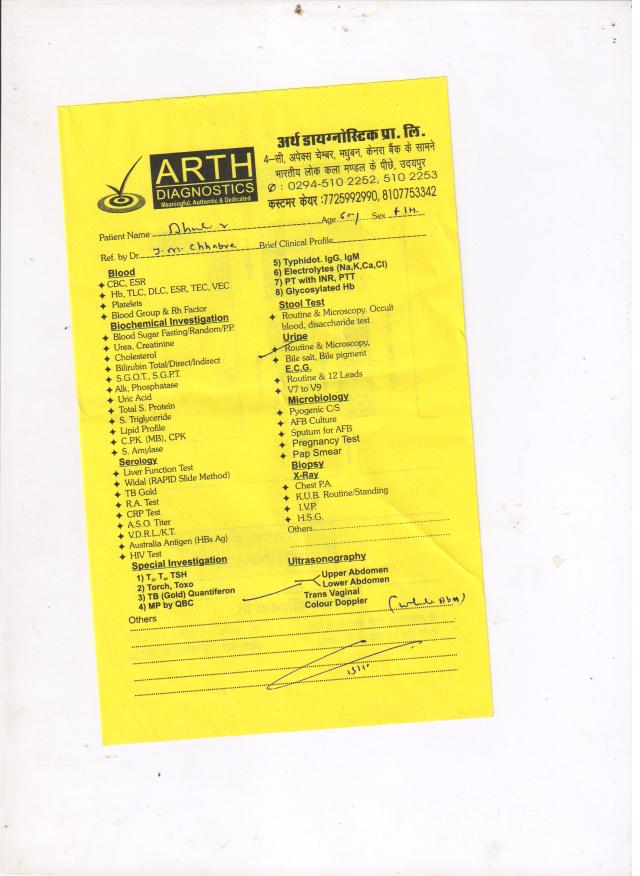 ARTH
DIAGNOSTICS
Meaningful, Authentic & Dedicated
अर्थ डायग्नोस्टिक प्रा. लि.
4–सी, अपेक्स चेम्बर, मधुबन, केनरा बैंक के सामने
भारतीय लोक कला मण्डल के पीछे, उदयपुर
✆ : 0294-510 2252, 510 2253
कस्टमर केयर :7725992990, 8107753342
Patient Name Age Sex
Ref. by Dr. J.M. Chhabra Brief Clinical Profile
Blood
CBC, ESR
Hb, TLC, DLC, ESR, TEC, VEC
Platelets
Blood Group & Rh Factor
Biochemical Investigation
Blood Sugar Fasting/Random/P.P.
Urea, Creatinine
Cholesterol
Bilirubin Total/Direct/Indirect
S.G.O.T., S.G.P.T.
Alk, Phosphatase
Uric Acid
Total S. Protein
S. Triglyceride
Lipid Profile
C.P.K. (MB), CPK
S. Amylase
Serology
Liver Function Test
Widal (RAPID Slide Method)
TB Gold
R.A. Test
CRP Test
A.S.O. Titer
V.D.R.L./K.T.
Australia Antigen (HBs Ag)
HIV Test
Special Investigation
1) T₃, T₄, TSH
2) Torch, Toxo
3) TB (Gold) Quantiferon
4) MP by QBC
5) Typhidot. IgG, IgM
6) Electrolytes (Na,K,Ca,Cl)
7) PT with INR, PTT
8) Glycosylated Hb
Stool Test
Routine & Microscopy. Occult
blood, disaccharide test
Urine
Routine & Microscopy,
Bile salt, Bile pigment
E.C.G.
Routine & 12 Leads
V7 to V9
Microbiology
Pyogenic C/S
AFB Culture
Sputum for AFB
Pregnancy Test
Pap Smear
Biopsy
X-Ray
Chest P.A.
K.U.B. Routine/Standing
I.V.P.
H.S.G.
Others
Ultrasonography
Upper Abdomen
Lower Abdomen
Trans Vaginal
Colour Doppler
Others